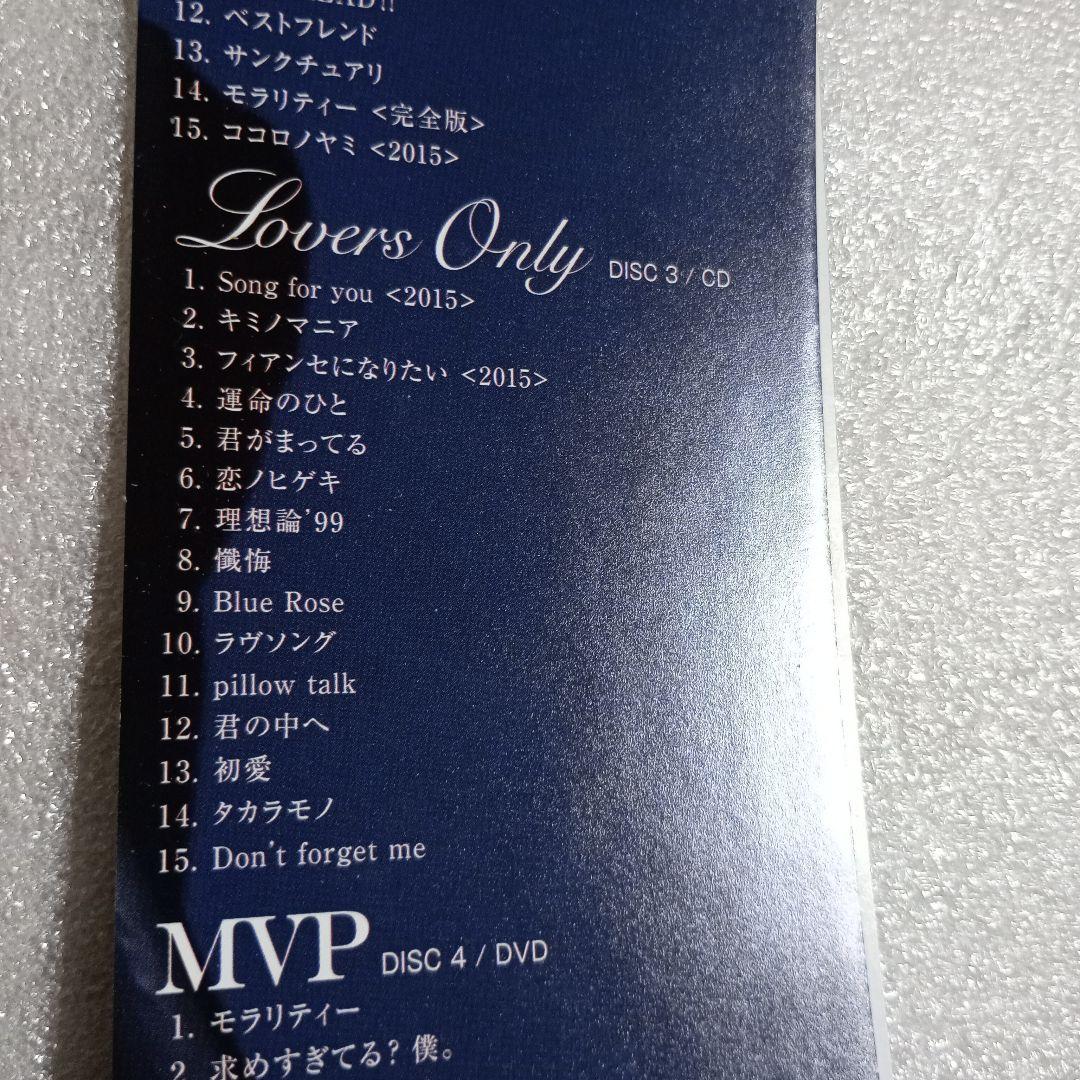 12. ベストフレンド
13. サンクチュアリ
14. モラリティー <完全版>
15. ココロノヤミ <2015>
Lovers Only DISC 3 / CD
1. Song for you <2015>
2. キミノマニア
3. フィアンセになりたい <2015>
4. 運命のひと
5. 君がまってる
6. 恋ノヒゲキ
7. 理想論'99
8. 懺悔
9. Blue Rose
10. ラヴソング
11. pillow talk
12. 君の中へ
13. 初愛
14. タカラモノ
15. Don't forget me
MVP DISC 4 / DVD
1. モラリティー
2. 求めすぎてる? 僕。